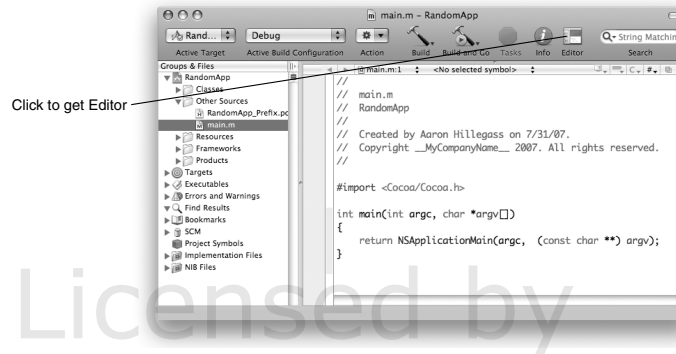 main.m – RandomApp
Rand...
Debug
String Matchin
Active Target
Active Build Configuration
Action
Build
Build and Go
Tasks
Info
Editor
Search
Groups & Files
RandomApp
Classes
Other Sources
RandomApp_Prefix.pc
main.m
Resources
Frameworks
Products
Targets
Executables
Errors and Warnings
Find Results
Bookmarks
SCM
Project Symbols
Implementation Files
NIB Files
Click to get Editor
main.m:1 <No selected symbol>
C, #,
//
// main.m
// RandomApp
//
// Created by Aaron Hillegass on 7/31/07.
// Copyright __MyCompanyName__ 2007. All rights reserved.
//
#import <Cocoa/Cocoa.h>
int main(int argc, char *argv[])
{
return NSApplicationMain(argc, (const char **) argv);
}
Licensed by